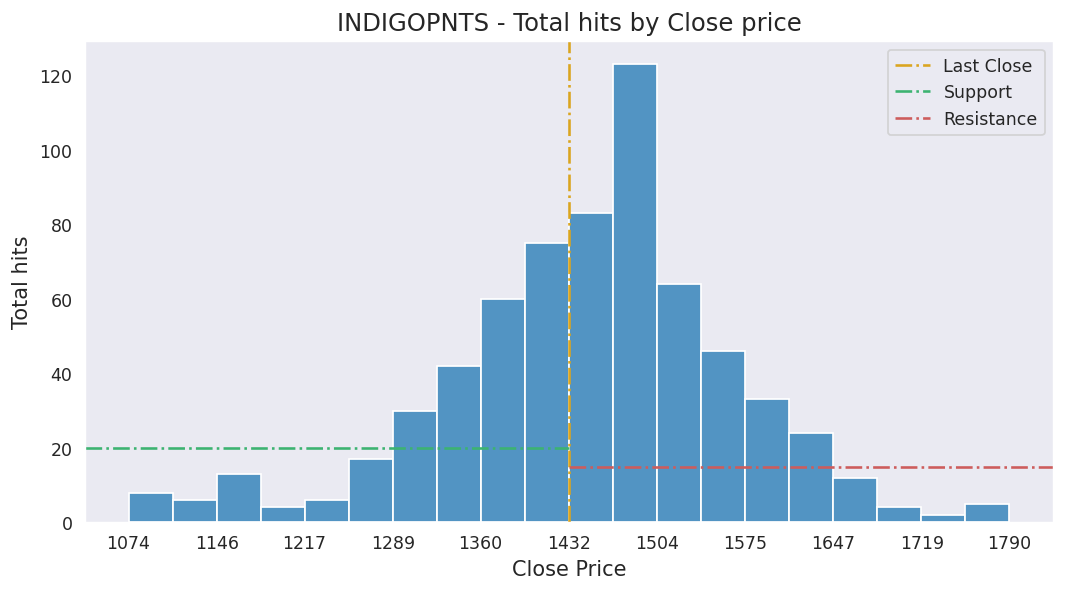 INDIGOPNTS - Total hits by Close price
Last Close
Support
Resistance
Total hits
120
100
80
60
40
20
0
1074 1146 1217 1289 1360 1432 1504 1575 1647 1719 1790
Close Price